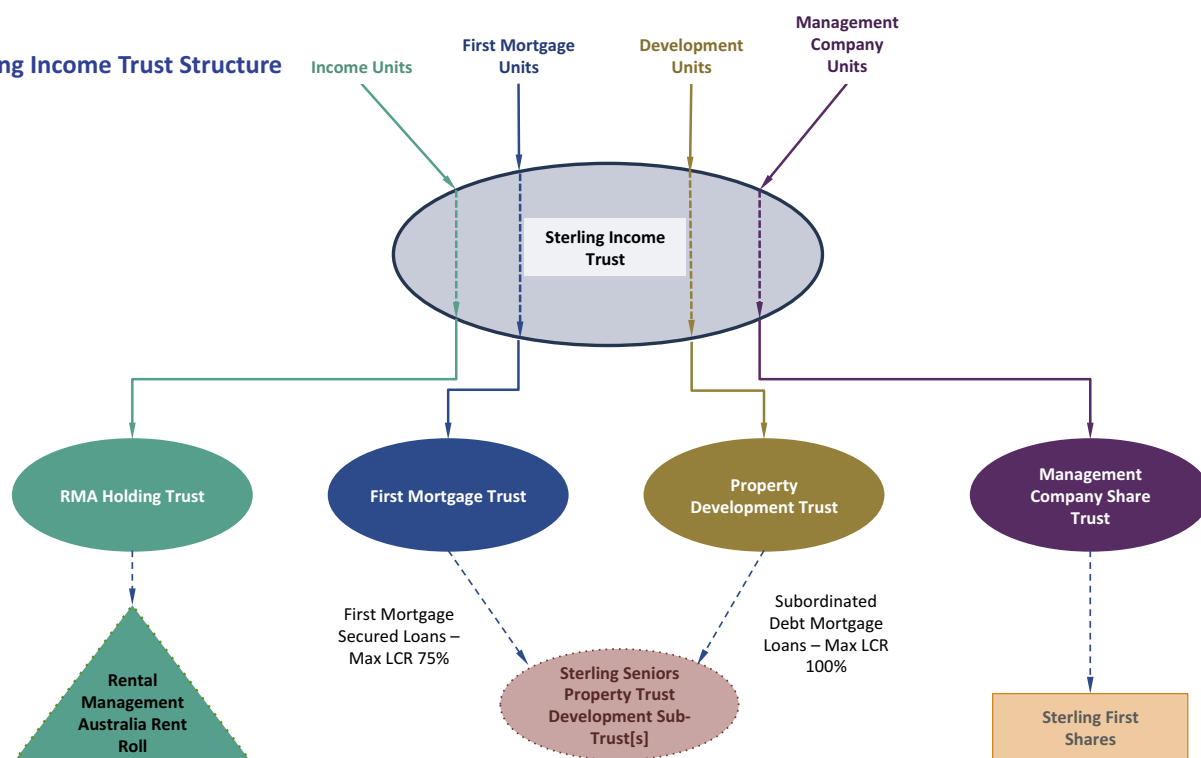 ng Income Trust Structure
Income Units
First Mortgage
Units
Development
Units
Management
Company
Units
Sterling Income
Trust
RMA Holding Trust
First Mortgage Trust
Property
Development Trust
Management
Company Share
Trust
First Mortgage
Secured Loans –
Max LCR 75%
Subordinated
Debt Mortgage
Loans – Max LCR
100%
Rental
Management
Australia Rent
Roll
Sterling Seniors
Property Trust
Development Sub-
Trust[s]
Sterling First
Shares